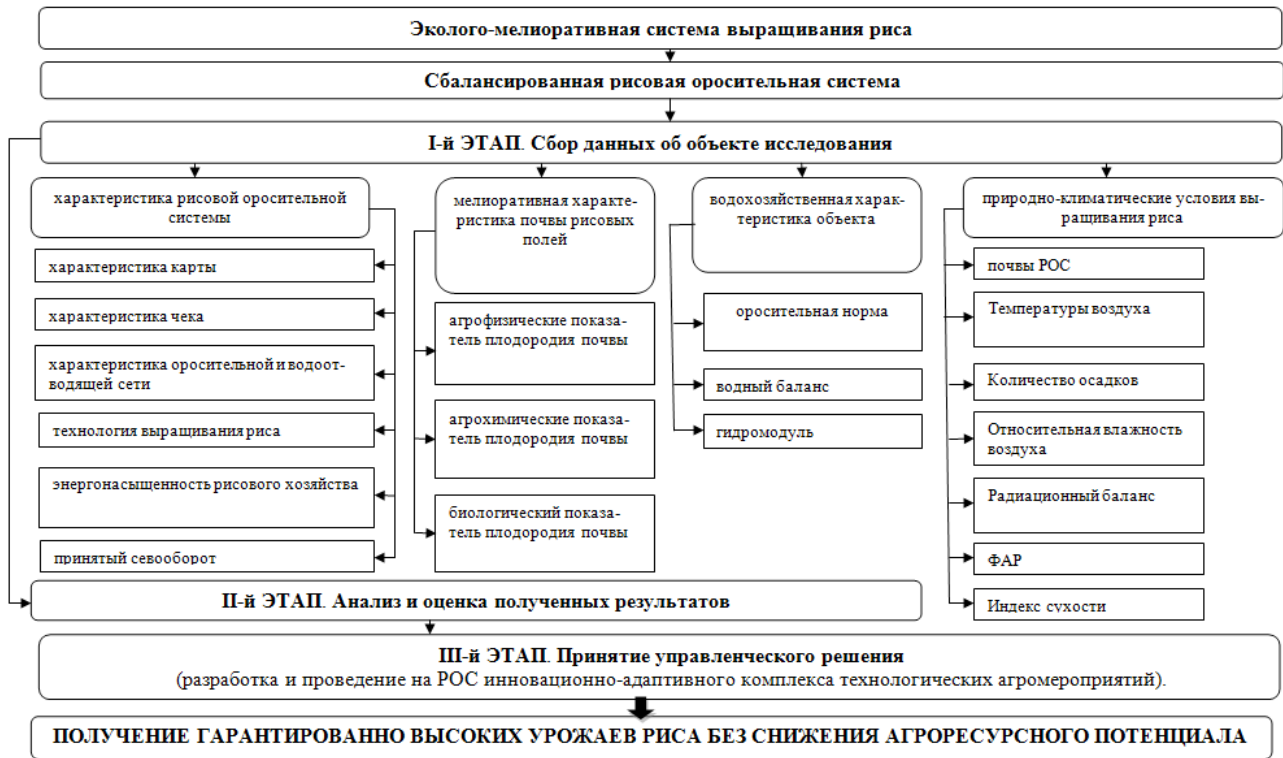 Эколого-мелиоративная система выращивания риса
Сбалансированная рисовая оросительная система
I-й ЭТАП. Сбор данных об объекте исследования
характеристика рисовой оросительной
системы
характеристика карты
характеристика чека
характеристика оросительной и водоот-
водящей сети
технология выращивания риса
энергонасыщенность рисового хозяйства
принятый севооборот
мелиоративная характе-
ристика почвы рисовых
полей
агрофизические показа-
тель плодородия почвы
агрохимические показа-
тель плодородия почвы
биологический показа-
тель плодородия почвы
водохозяйственная харак-
теристика объекта
оросительная норма
водный баланс
гидромодуль
природно-климатические условия вы-
ращивания риса
почвы РОС
Температуры воздуха
Количество осадков
Относительная влажность
воздуха
Радиационный баланс
ФАР
Индекс сухости
II-й ЭТАП. Анализ и оценка полученных результатов
III-й ЭТАП. Принятие управленческого решения
(разработка и проведение на РОС инновационно-адаптивного комплекса технологических агромероприятий).
ПОЛУЧЕНИЕ ГАРАНТИРОВАННО ВЫСОКИХ УРОЖАЕВ РИСА БЕЗ СНИЖЕНИЯ АГРОРЕСУРСНОГО ПОТЕНЦИАЛА